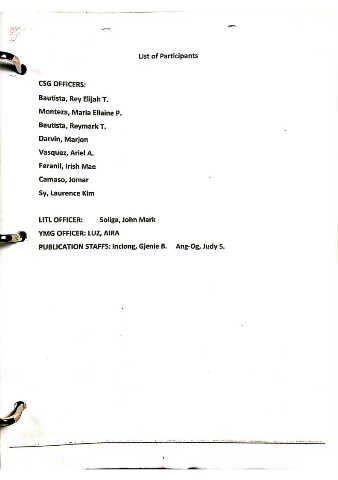 List of Participants
CSG OFFICERS:
Bautista, Rey Elijah T.
Monteza, Maria Ellaine P.
Bautista, Reymark T.
Darvin, Marjon
Vasquez, Ariel A.
Faranil, Irish Mae
Camaso, Jomar
Sy, Laurence Kim
LITL OFFICER: Soliga, John Mark
YMG OFFICER: LUZ, AIRA
PUBLICATION STAFFS: Inciong, Gjenie B. Ang-Og, Judy S.